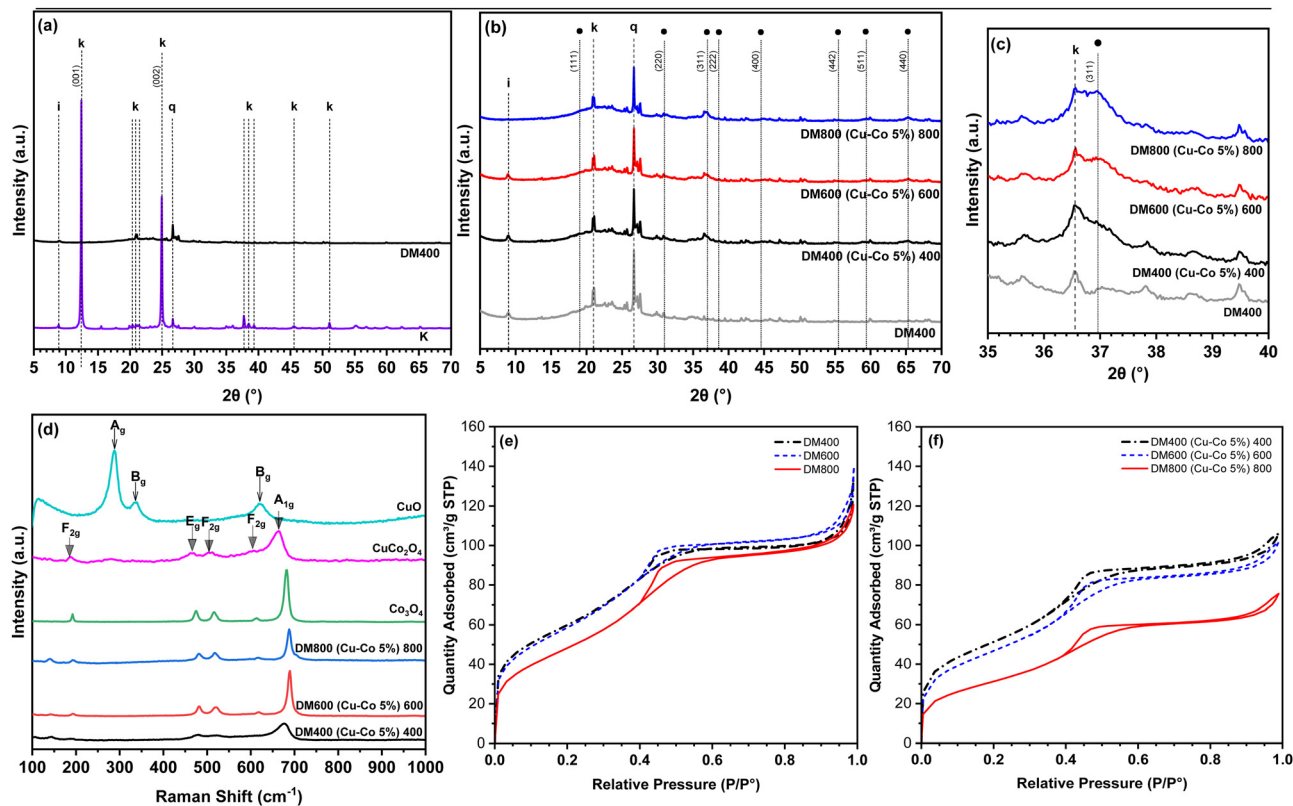 (a)
k
k
(001)
(002)
i
k
q
k
k
k
DM400
K
Intensity (a.u.)
5 10 15 20 25 30 35 40 45 50 55 60 65 70
2θ (°)
(b)
● k q ● ● ● ● ● ● ●
(111)
(220)
(311)
(222)
(400)
(442)
(511)
(440)
i
DM800 (Cu-Co 5%) 800
DM600 (Cu-Co 5%) 600
DM400 (Cu-Co 5%) 400
DM400
Intensity (a.u.)
5 10 15 20 25 30 35 40 45 50 55 60 65 70
2θ (°)
(c)
k
●
(311)
DM800 (Cu-Co 5%) 800
DM600 (Cu-Co 5%) 600
DM400 (Cu-Co 5%) 400
DM400
Intensity (a.u.)
35 36 37 38 39 40
2θ (°)
(d)
Ag
Bg
Bg
CuO
F2g
Eg
F2g
F2g
A1g
CuCo2O4
Co3O4
DM800 (Cu-Co 5%) 800
DM600 (Cu-Co 5%) 600
DM400 (Cu-Co 5%) 400
Intensity (a.u.)
100 200 300 400 500 600 700 800 900 1000
Raman Shift (cm-1)
(e)
DM400
DM600
DM800
Quantity Adsorbed (cm³/g STP)
160
140
120
100
80
60
40
20
0
0.0 0.2 0.4 0.6 0.8 1.0
Relative Pressure (P/P°)
(f)
DM400 (Cu-Co 5%) 400
DM600 (Cu-Co 5%) 600
DM800 (Cu-Co 5%) 800
Quantity Adsorbed (cm³/g STP)
160
140
120
100
80
60
40
20
0
0.0 0.2 0.4 0.6 0.8 1.0
Relative Pressure (P/P°)